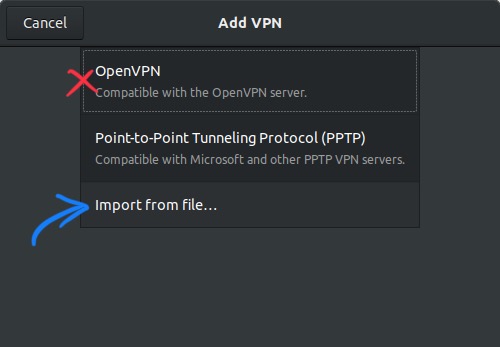 Cancel
Add VPN
OpenVPN
Compatible with the OpenVPN server.
Point-to-Point Tunneling Protocol (PPTP)
Compatible with Microsoft and other PPTP VPN servers.
Import from file…